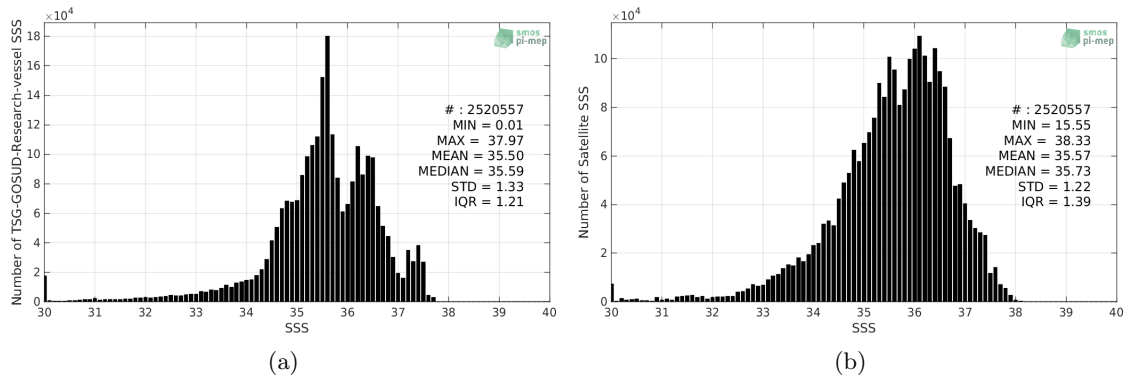 ×10⁴
Number of TSG-GOSUD-Research-vessel SSS
18
16
14
12
10
8
6
4
2
0
30 31 32 33 34 35 36 37 38 39 40
SSS
smos
pi-mep
# : 2520557
MIN = 0.01
MAX = 37.97
MEAN = 35.50
MEDIAN = 35.59
STD = 1.33
IQR = 1.21
(a)
×10⁴
Number of Satellite SSS
10
8
6
4
2
0
30 31 32 33 34 35 36 37 38 39 40
SSS
smos
pi-mep
# : 2520557
MIN = 15.55
MAX = 38.33
MEAN = 35.57
MEDIAN = 35.73
STD = 1.22
IQR = 1.39
(b)